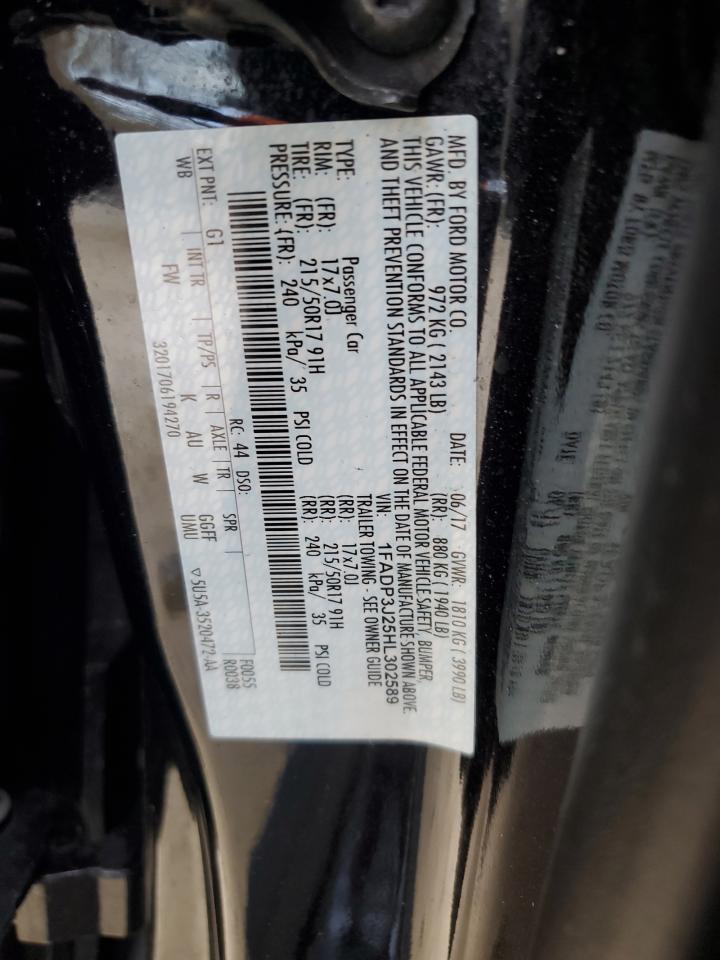 MFD. BY FORD MOTOR CO.
DATE: 06/17 GVWR: 1810 KG ( 3990 LB)
GAWR: (FR): 972 KG ( 2143 LB) (RR): 880 KG ( 1940 LB)
THIS VEHICLE CONFORMS TO ALL APPLICABLE FEDERAL MOTOR VEHICLE SAFETY, BUMPER,
AND THEFT PREVENTION STANDARDS IN EFFECT ON THE DATE OF MANUFACTURE SHOWN ABOVE.
VIN: 1FADP3J25HL302589
TYPE: Passenger Car TRAILER TOWING - SEE OWNER GUIDE
RIM: (FR): 17x7.0J (RR): 17x7.0J
TIRE: (FR): 215/50R17 91H (RR): 215/50R17 91H
PRESSURE: (FR): 240 kPa/ 35 PSI COLD (RR): 240 kPa/ 35 PSI COLD
RC: 44 DSO: F0055
EXT PNT: G1 R0038
WB | INT TR | TP/PS | R | AXLE | TR | SPR |
FW K AU W GGFF
UMU
3201706194270 ▽5U5A-3520472-AA